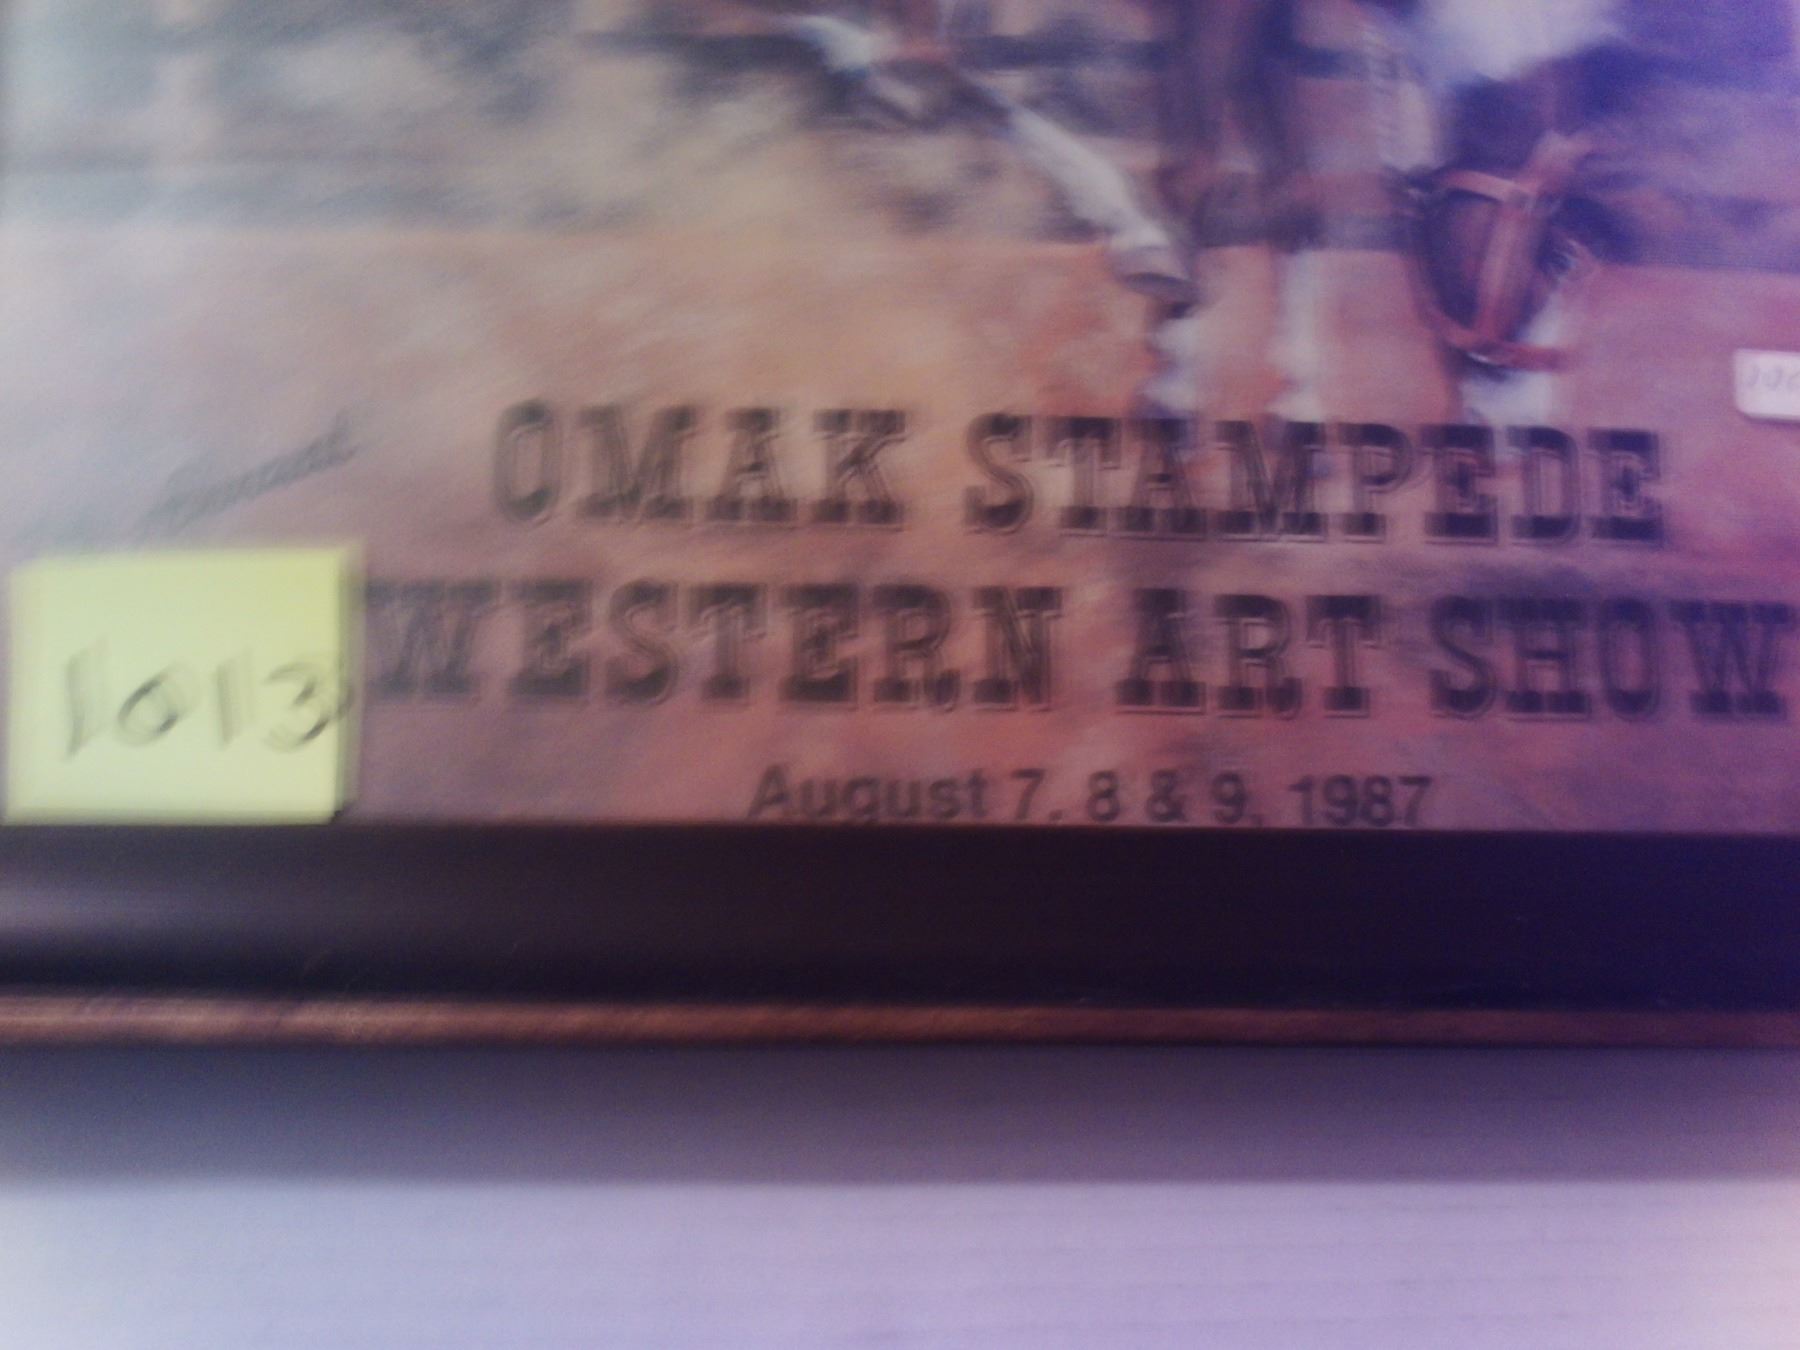 OMAK STAMPEDE
WESTERN ART SHOW
1013
August 7, 8 & 9, 1987